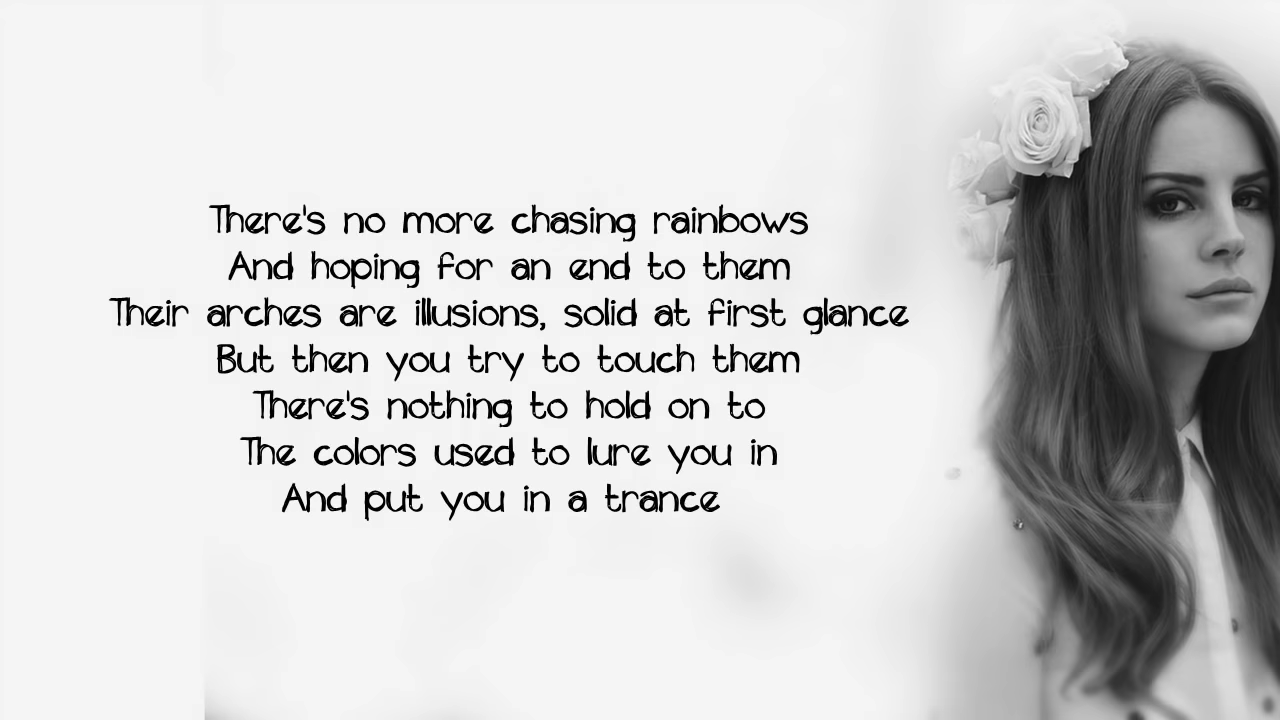 There's no more chasing rainbows
And hoping for an end to them
Their arches are illusions, solid at first glance
But then you try to touch them
There's nothing to hold on to
The colors used to lure you in
And put you in a trance